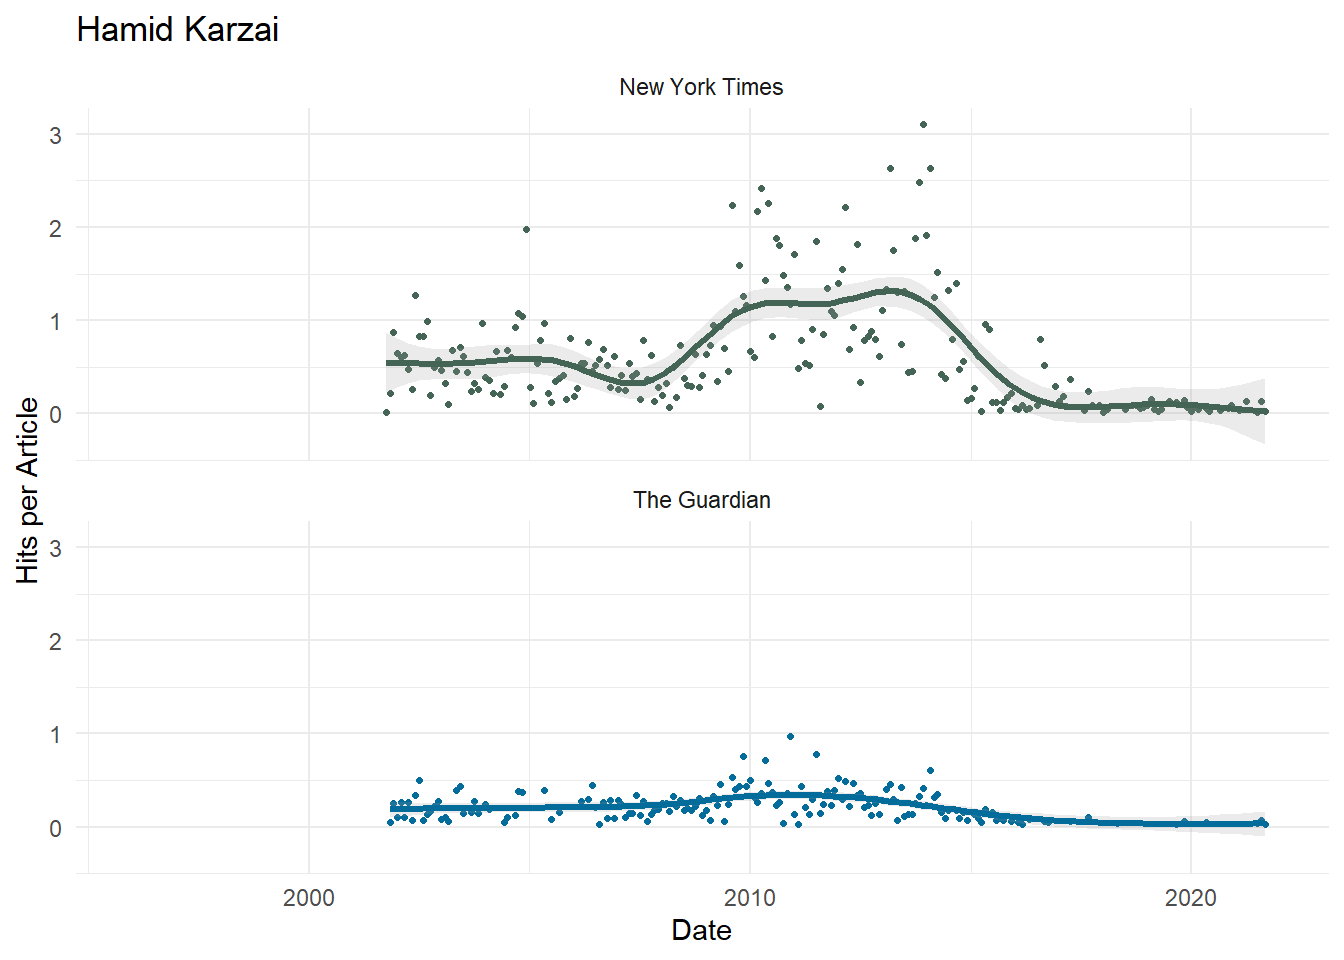 Hamid Karzai
New York Times
3
2
1
0
Hits per Article
The Guardian
3
2
1
0
2000
2010
2020
Date